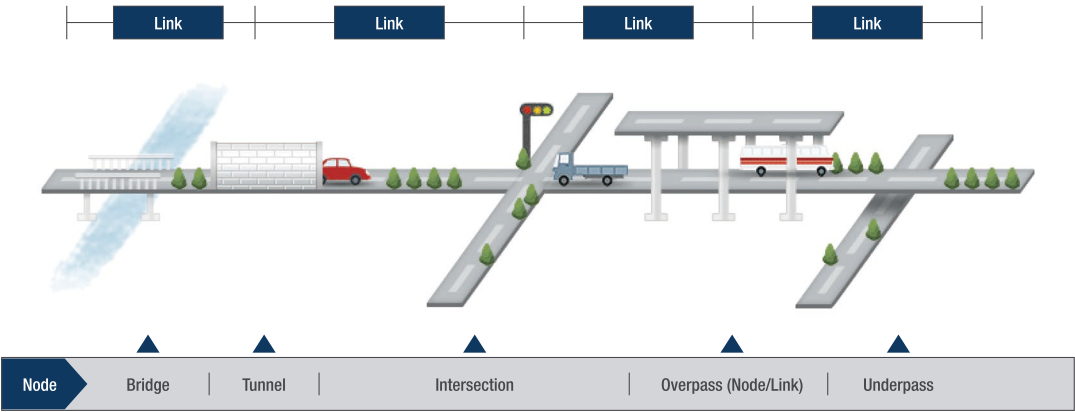 Link
Link
Link
Link
Node
Bridge
Tunnel
Intersection
Overpass (Node/Link)
Underpass